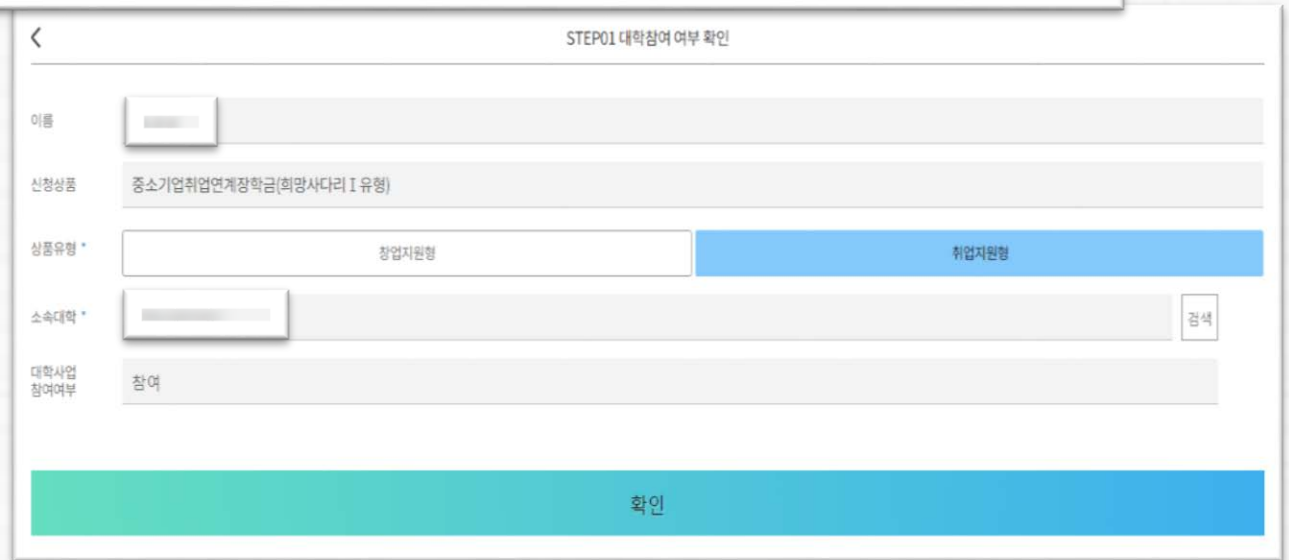 STEP01 대학참여 여부 확인
이름
신청상품
중소기업취업연계장학금(희망사다리 I 유형)
상품유형 *
창업지원형
취업지원형
소속대학 *
검색
대학사업
참여여부
참여
확인